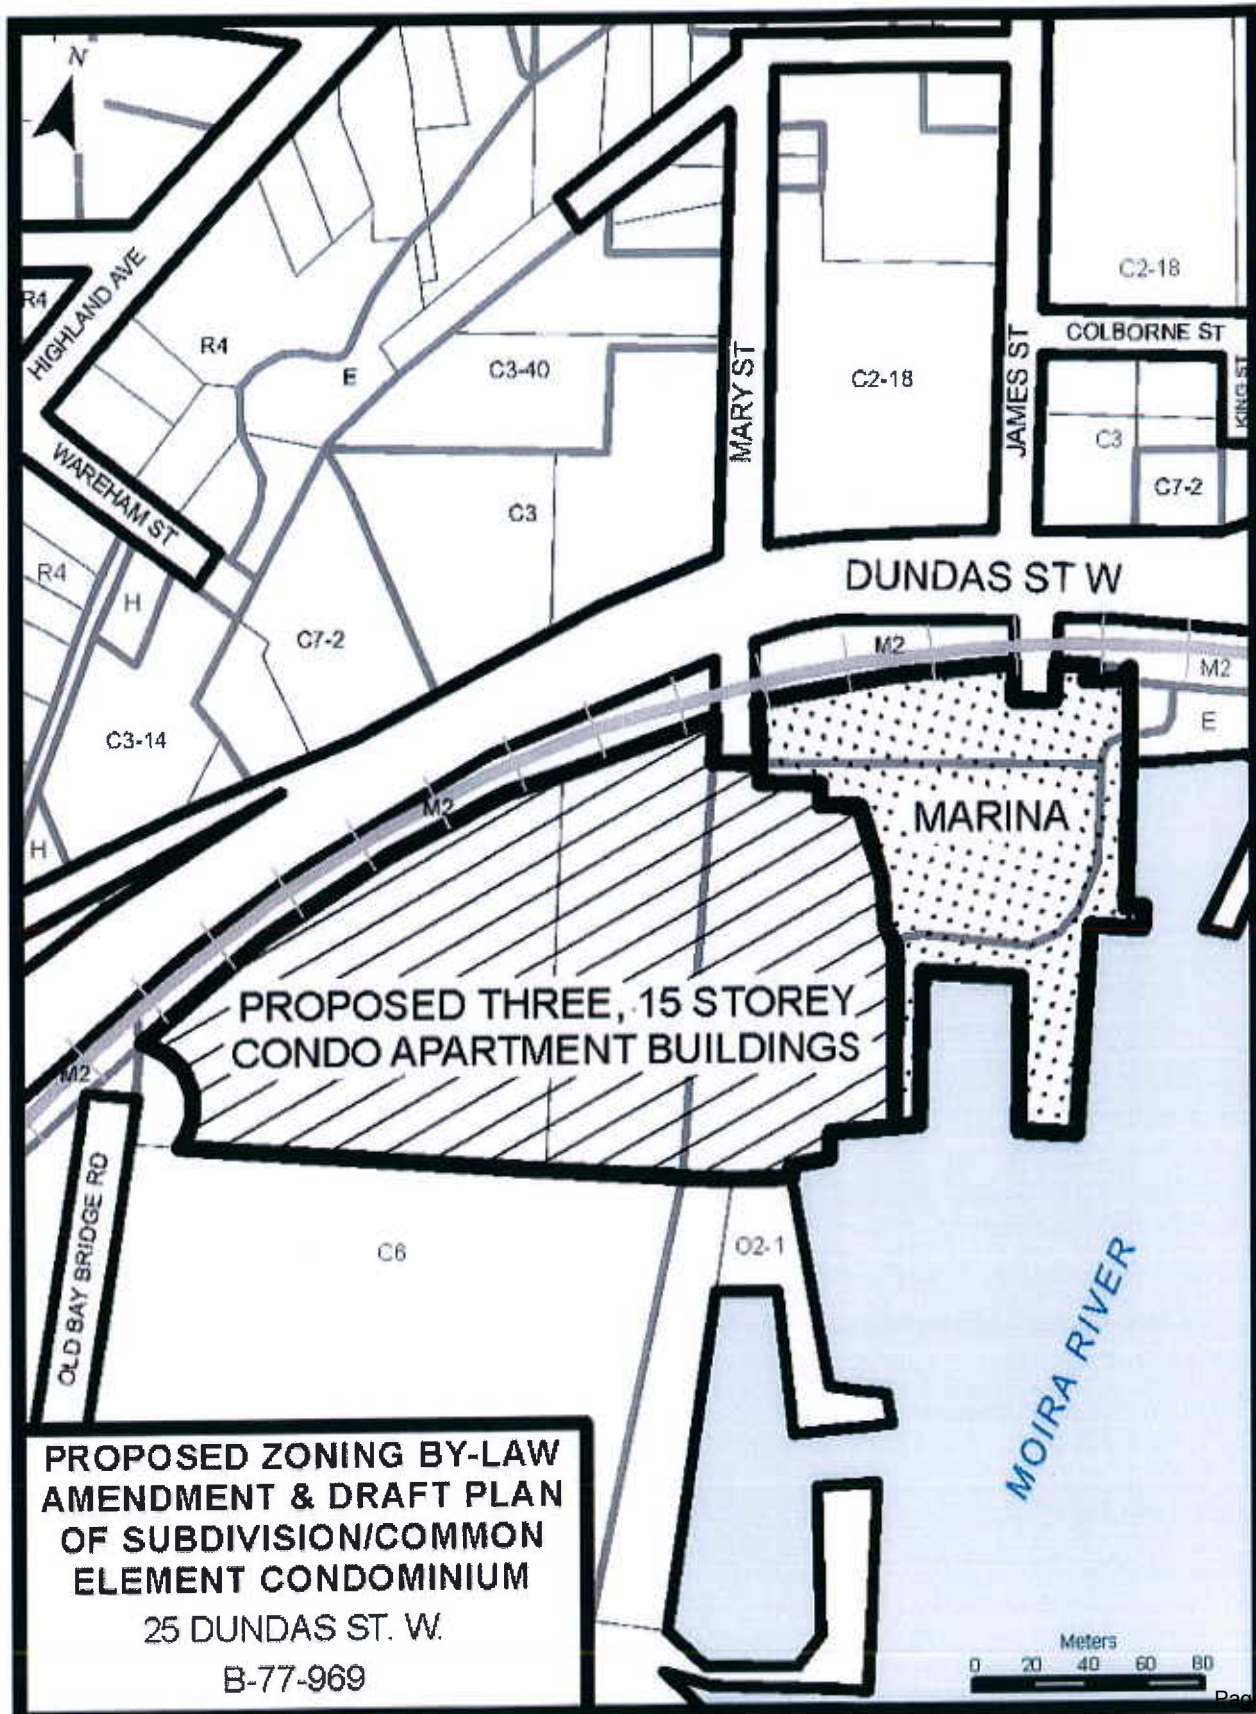 N
C2-18
R4
HIGHLAND AVE
COLBORNE ST
R4
E
C3-40
MARY ST
C2-18
JAMES ST
KING ST
C3
C7-2
WAREHAM ST
C3
R4
H
DUNDAS ST W
C7-2
M2
M2
E
C3-14
M2
MARINA
H
PROPOSED THREE, 15 STOREY
CONDO APARTMENT BUILDINGS
M2
OLD BAY BRIDGE RD
C6
O2-1
MOIRA RIVER
PROPOSED ZONING BY-LAW
AMENDMENT & DRAFT PLAN
OF SUBDIVISION/COMMON
ELEMENT CONDOMINIUM
25 DUNDAS ST. W.
B-77-969
Meters
0 20 40 60 80